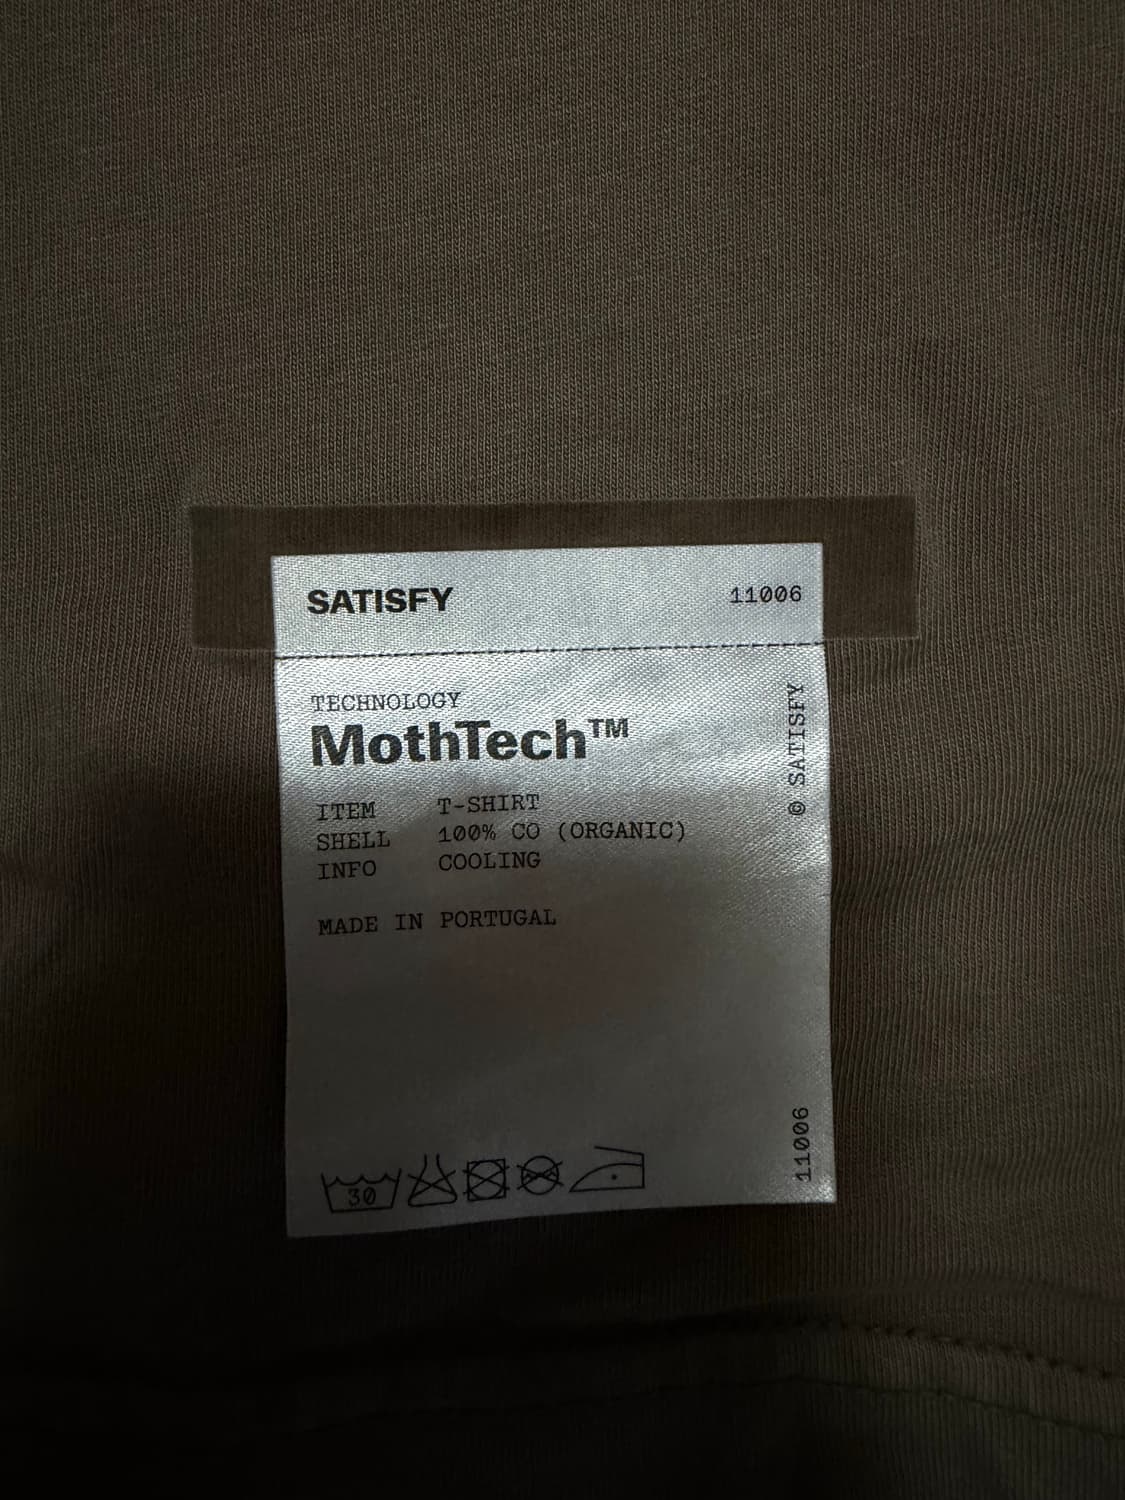 SATISFY 11006
TECHNOLOGY
MothTech™
ITEM T-SHIRT
SHELL 100% CO (ORGANIC)
INFO COOLING
MADE IN PORTUGAL
© SATISFY
11006
30